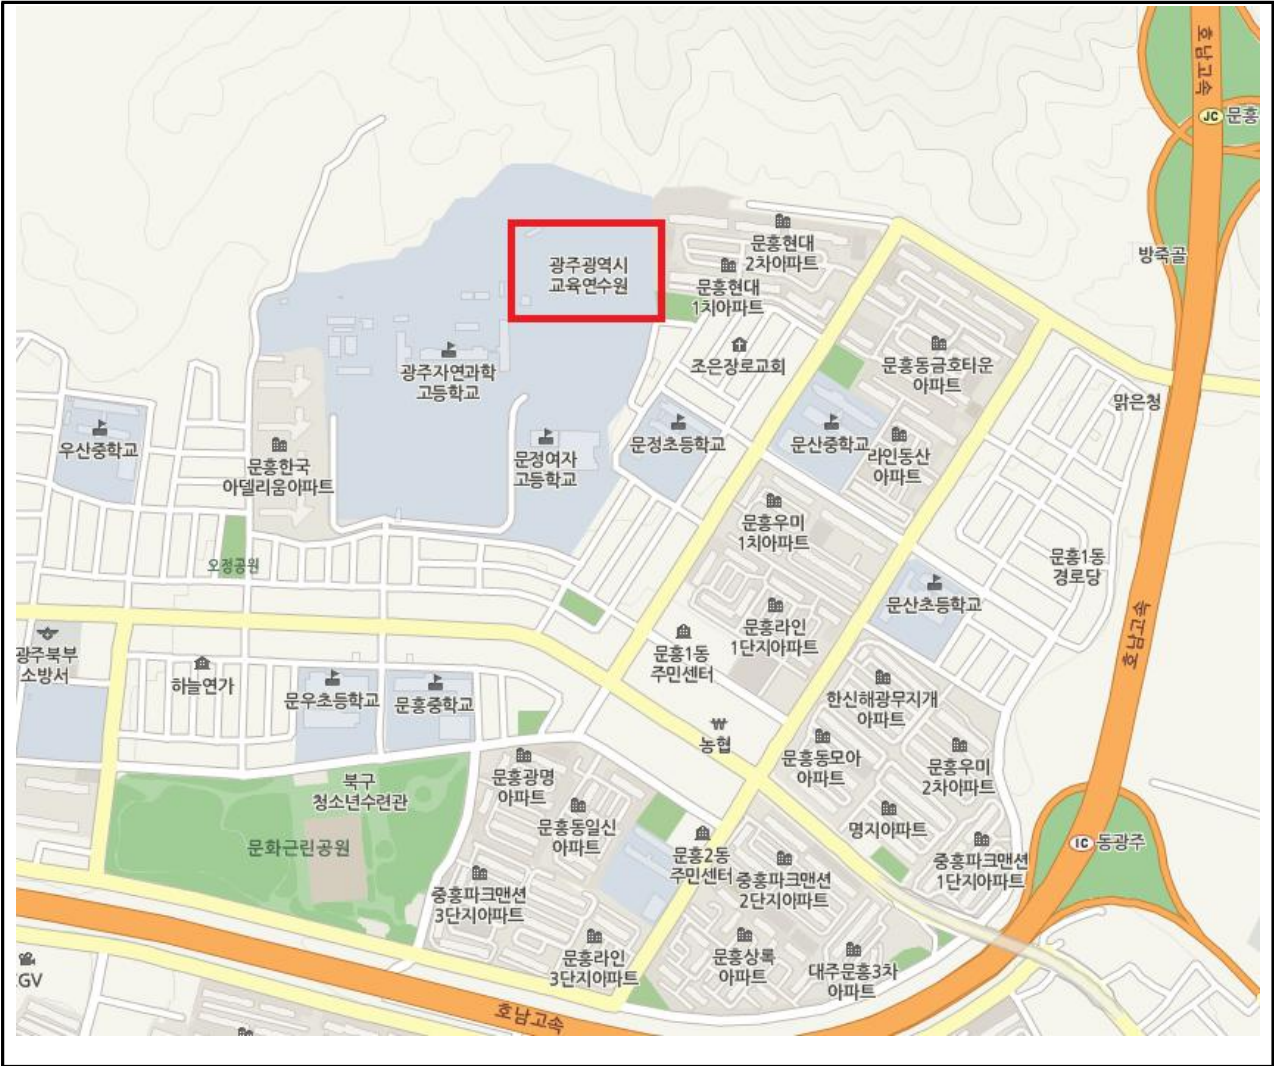 호남고속
JC 문흥
문흥현대
2차아파트
방죽골
광주광역시
교육연수원
문흥현대
1치아파트
조은장로교회
문흥동금호타운
아파트
광주자연과학
고등학교
맑은청
우산중학교
문정초등학교
문산중학교
라인동산
아파트
문흥한국
아델리움아파트
문정여자
고등학교
문흥우미
1치아파트
오정공원
문흥1동
경로당
문산초등학교
문흥라인
1단지아파트
호남고속
광주북부
소방서
하늘연가
문흥1동
주민센터
문우초등학교
문흥중학교
한신해광무지개
아파트
농협
문흥동모아
아파트
문흥우미
2차아파트
북구
청소년수련관
문흥광명
아파트
문흥동일신
아파트
명지아파트
문화근린공원
문흥2동
주민센터
IC 동광주
중흥파크맨션
1단지아파트
중흥파크맨션
2단지아파트
중흥파크맨션
3단지아파트
문흥라인
3단지아파트
문흥상록
아파트
대주문흥3차
아파트
GV
호남고속